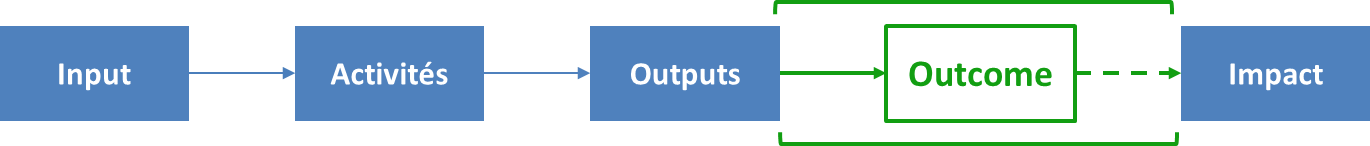 Input
Activités
Outputs
Outcome
Impact